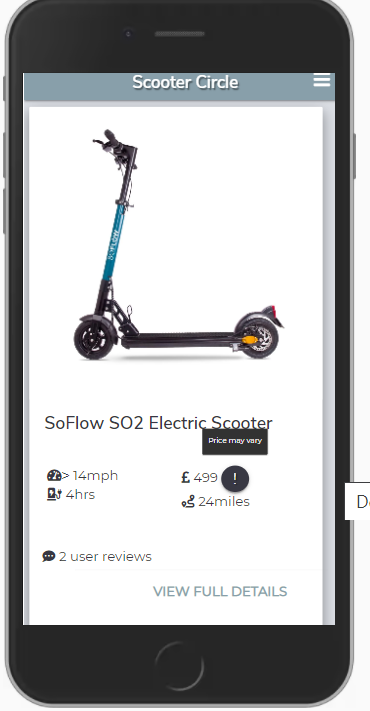 Scooter Circle
SOFLOW
SoFlow SO2 Electric Scooter
Price may vary
> 14mph
£ 499 !
4hrs
24miles
2 user reviews
VIEW FULL DETAILS